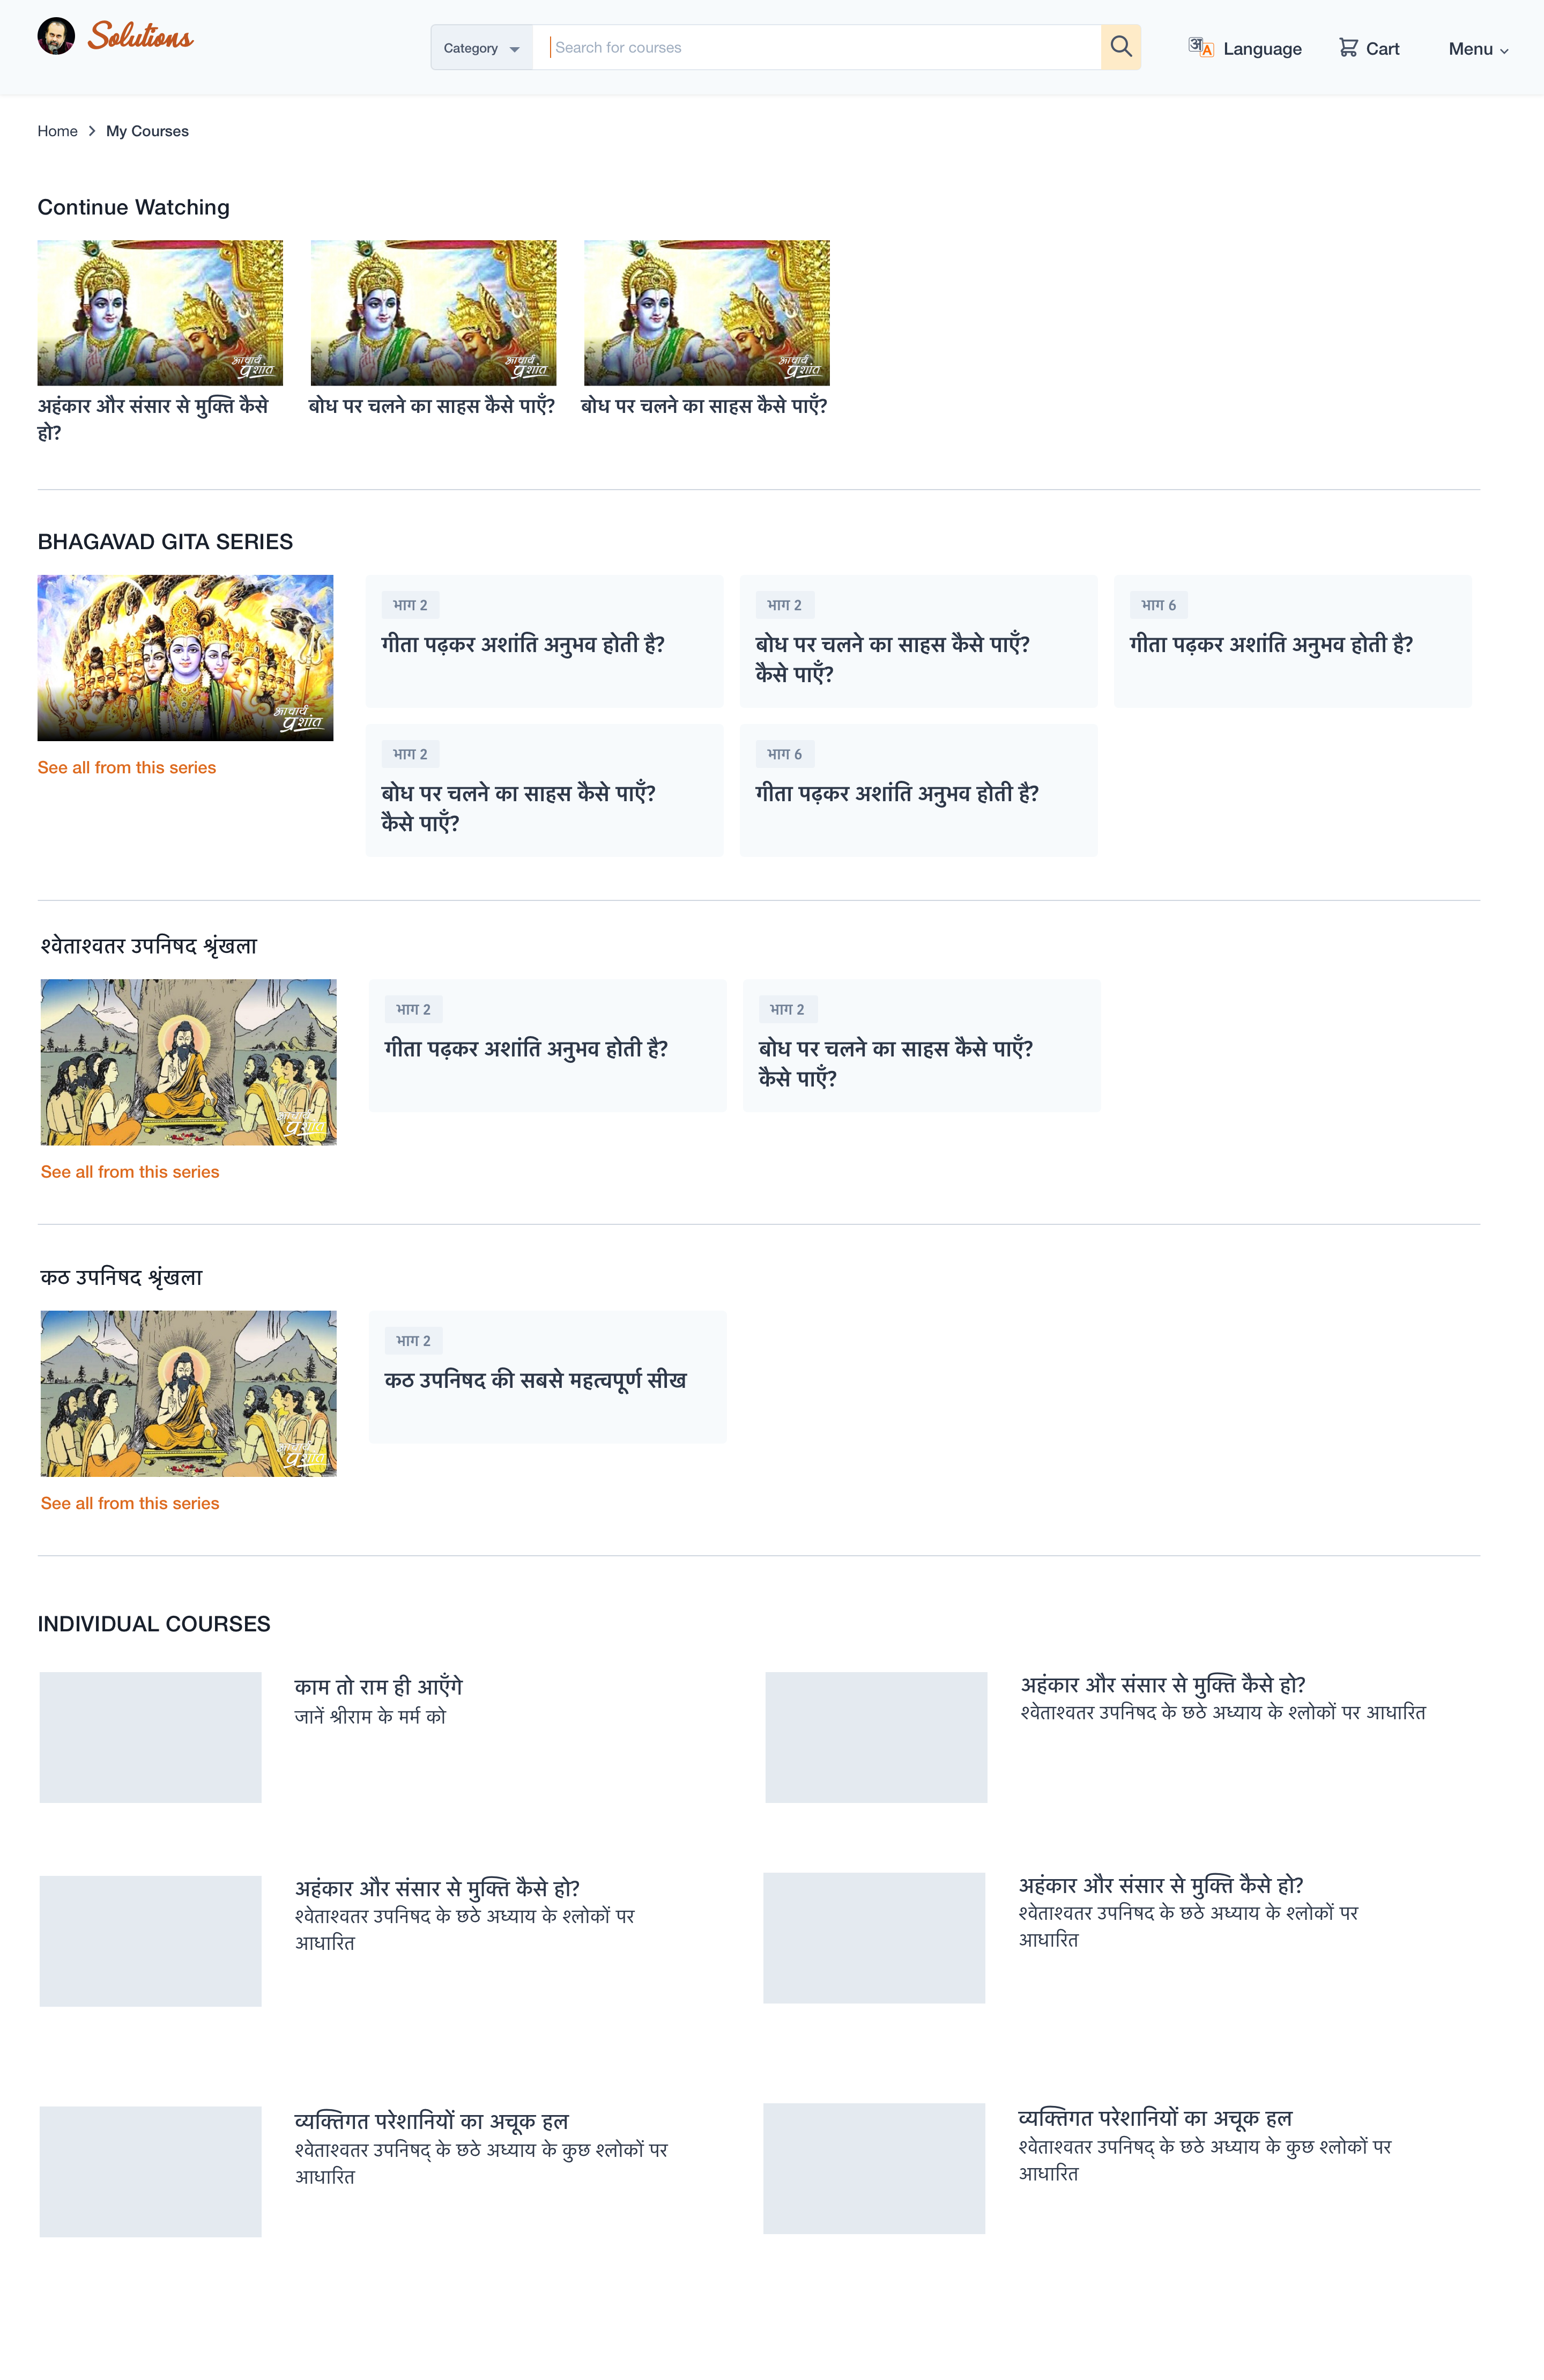 Solutions
Category
Search for courses
Language
Cart
Menu
Home
My Courses
Continue Watching
आचार्य
प्रशांत
आचार्य
प्रशांत
आचार्य
प्रशांत
अहंकार और संसार से मुक्ति कैसे
हो?
बोध पर चलने का साहस कैसे पाएँ?
बोध पर चलने का साहस कैसे पाएँ?
BHAGAVAD GITA SERIES
आचार्य
प्रशांत
See all from this series
भाग 2
गीता पढ़कर अशांति अनुभव होती है?
भाग 2
बोध पर चलने का साहस कैसे पाएँ?
कैसे पाएँ?
भाग 6
गीता पढ़कर अशांति अनुभव होती है?
भाग 2
बोध पर चलने का साहस कैसे पाएँ?
कैसे पाएँ?
भाग 6
गीता पढ़कर अशांति अनुभव होती है?
श्वेताश्वतर उपनिषद श्रृंखला
आचार्य
प्रशांत
See all from this series
भाग 2
गीता पढ़कर अशांति अनुभव होती है?
भाग 2
बोध पर चलने का साहस कैसे पाएँ?
कैसे पाएँ?
कठ उपनिषद श्रृंखला
आचार्य
प्रशांत
See all from this series
भाग 2
कठ उपनिषद की सबसे महत्वपूर्ण सीख
INDIVIDUAL COURSES
काम तो राम ही आएँगे
जानें श्रीराम के मर्म को
अहंकार और संसार से मुक्ति कैसे हो?
श्वेताश्वतर उपनिषद के छठे अध्याय के श्लोकों पर आधारित
अहंकार और संसार से मुक्ति कैसे हो?
श्वेताश्वतर उपनिषद के छठे अध्याय के श्लोकों पर
आधारित
अहंकार और संसार से मुक्ति कैसे हो?
श्वेताश्वतर उपनिषद के छठे अध्याय के श्लोकों पर
आधारित
व्यक्तिगत परेशानियों का अचूक हल
श्वेताश्वतर उपनिषद् के छठे अध्याय के कुछ श्लोकों पर
आधारित
व्यक्तिगत परेशानियों का अचूक हल
श्वेताश्वतर उपनिषद् के छठे अध्याय के कुछ श्लोकों पर
आधारित